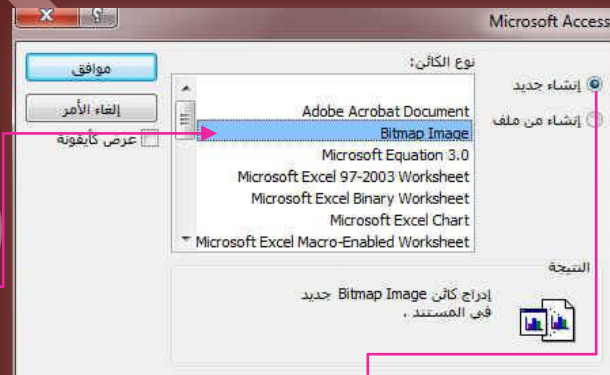 Microsoft Access
نوع الكائن:
إنشاء جديد
إنشاء من ملف
Adobe Acrobat Document
Bitmap Image
Microsoft Equation 3.0
Microsoft Excel 97-2003 Worksheet
Microsoft Excel Binary Worksheet
Microsoft Excel Chart
Microsoft Excel Macro-Enabled Worksheet
موافق
إلغاء الأمر
عرض كأيقونة
النتيجة
إدراج كائن Bitmap Image جديد
في المستند .